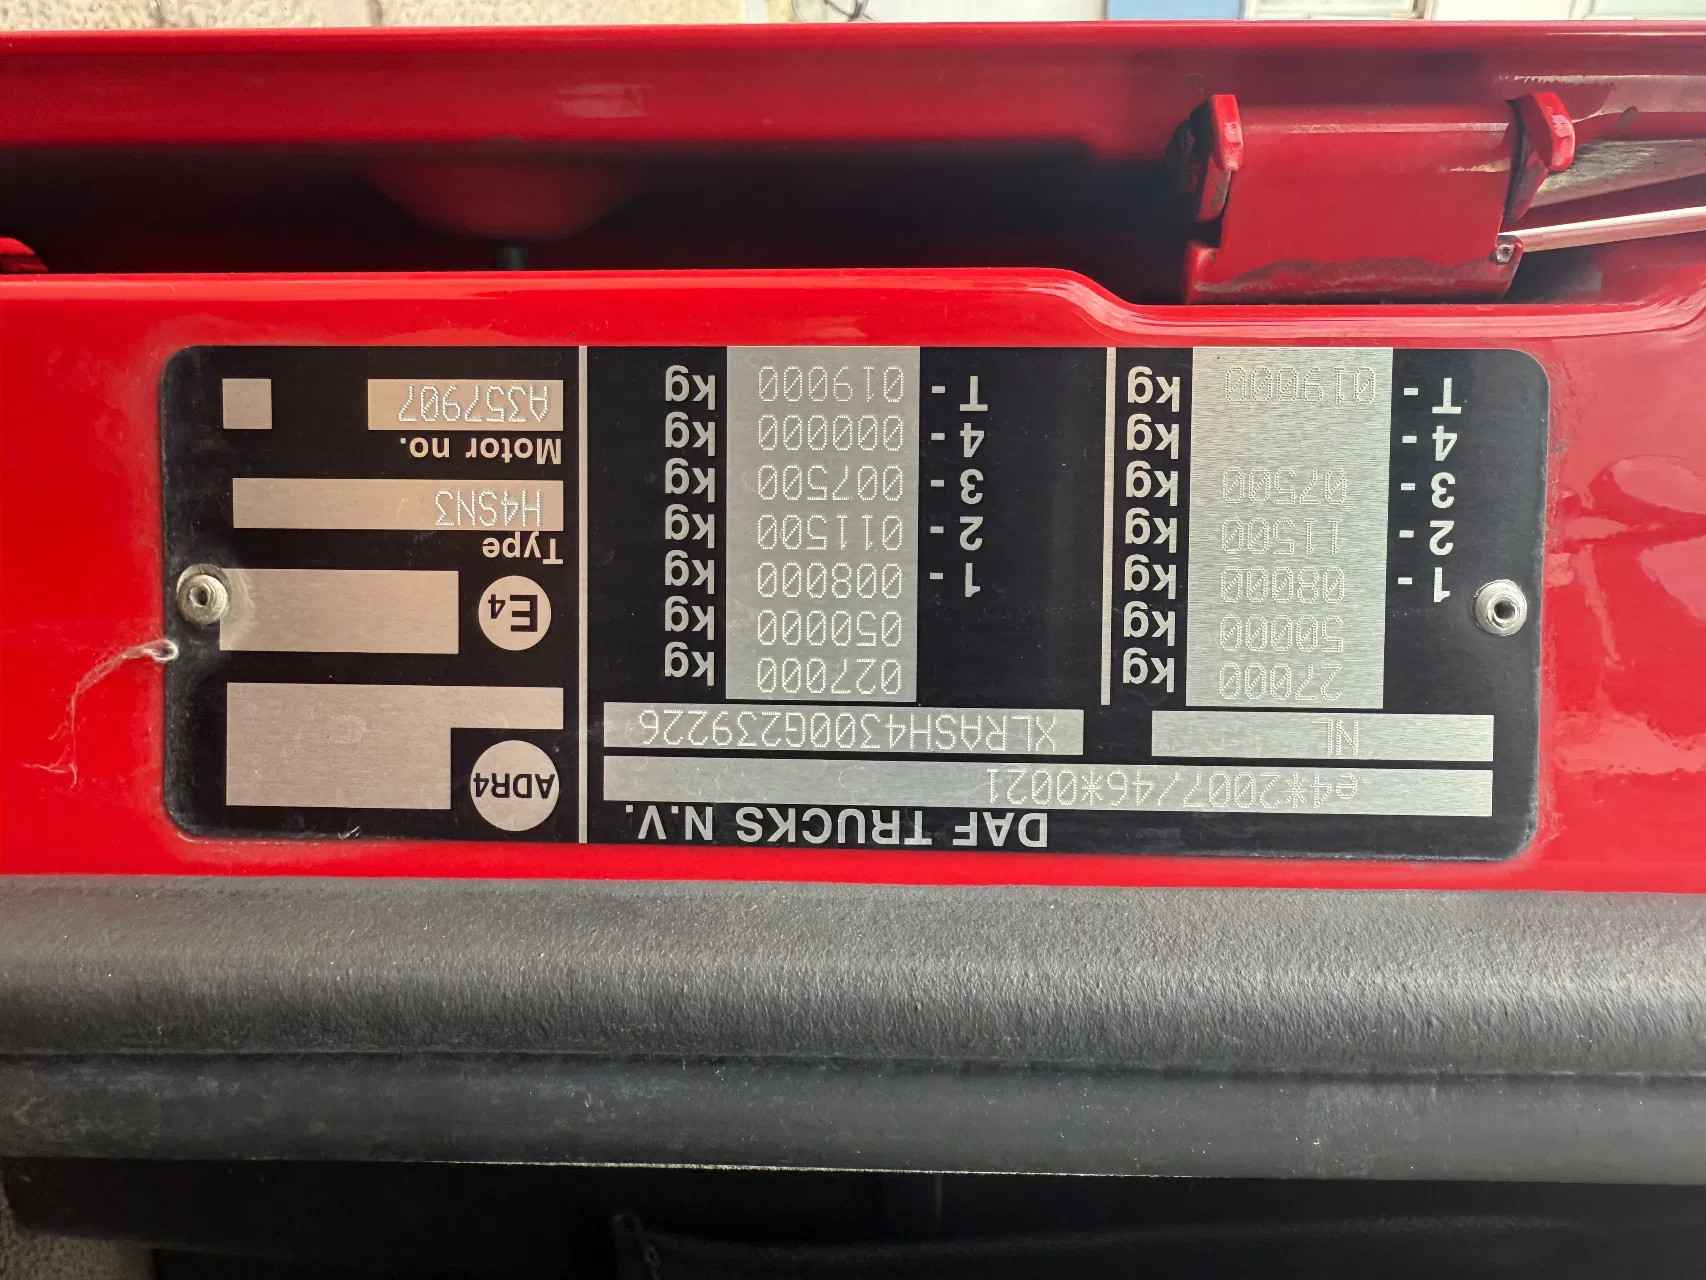 DAF TRUCKS N.V.
e4*2007/46*0021
NL XLRASH4300G239226
27000 kg 027000 kg
50000 kg 050000 kg
1 - 08000 kg 1 - 008000 kg
2 - 11500 kg 2 - 011500 kg
3 - 07500 kg 3 - 007500 kg
4 - kg 4 - 000000 kg
T - 019000 kg T - 019000 kg
ADR4
E4
Type
H4SN3
Motor no.
A357907